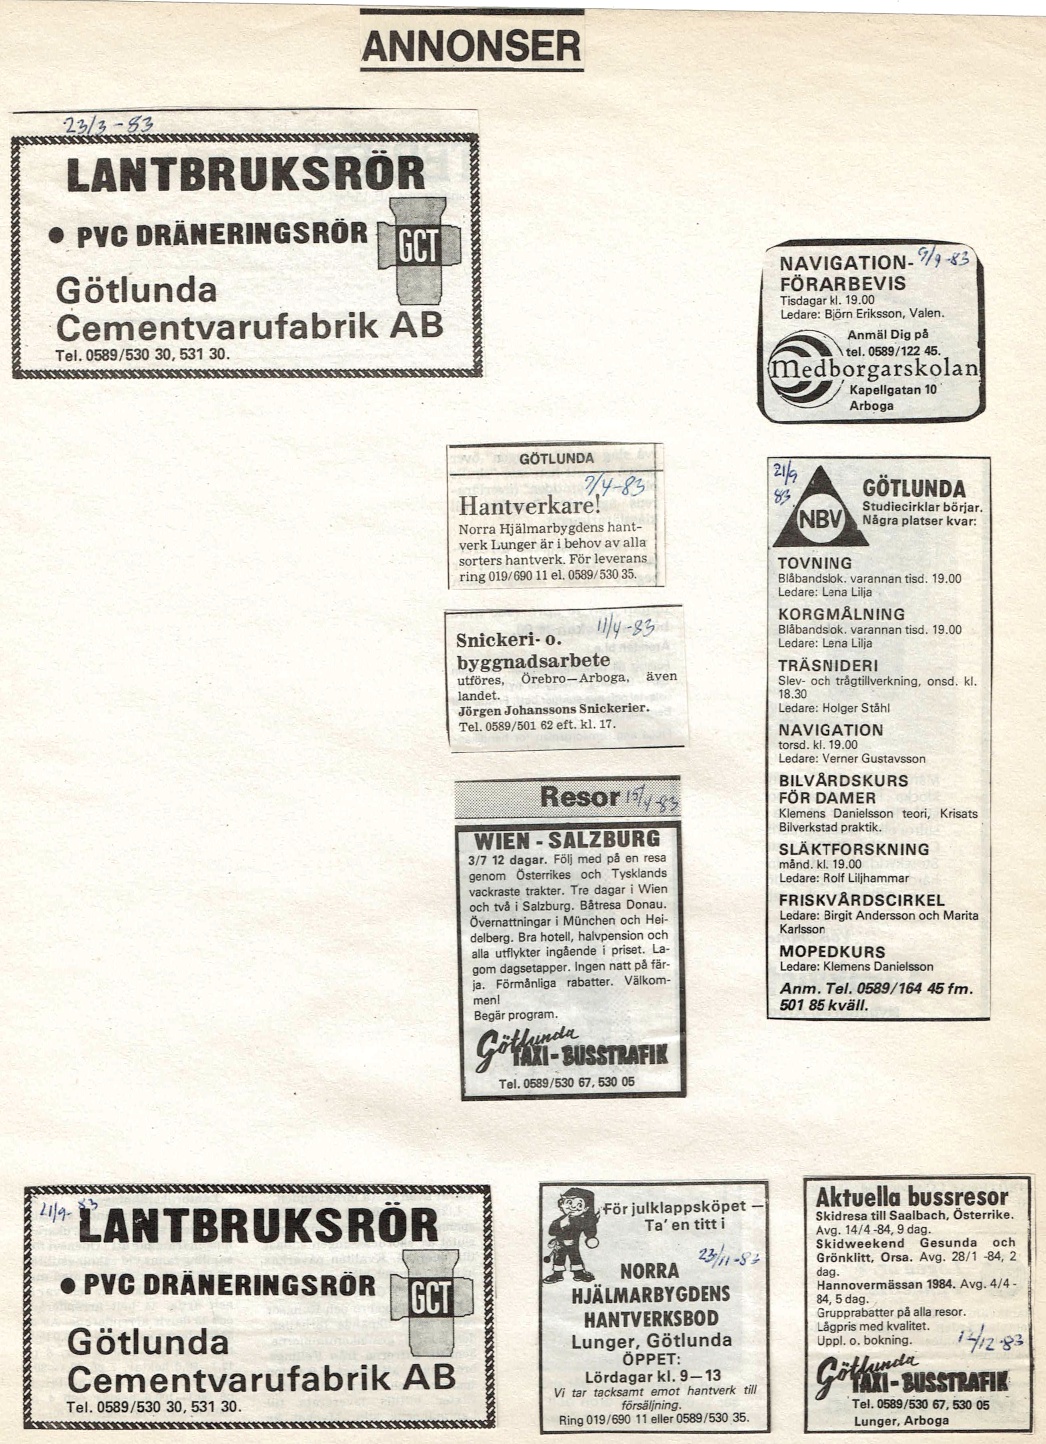 ANNONSER
23/3-83
LANTBRUKSRÖR
• PVC DRÄNERINGSRÖR
GCT
Götlunda
Cementvarufabrik AB
Tel. 0589/530 30, 531 30.
9/9-83
NAVIGATION-
FÖRARBEVIS
Tisdagar kl. 19.00
Ledare: Björn Eriksson, Valen.
Anmäl Dig på
tel. 0589/122 45.
Medborgarskolan
Kapellgatan 10
Arboga
GÖTLUNDA
7/4-83
Hantverkare!
Norra Hjälmarbygdens hant-
verk Lunger är i behov av alla
sorters hantverk. För leverans
ring 019/690 11 el. 0589/530 35.
11/4-83
Snickeri- o.
byggnadsarbete
utföres, Örebro—Arboga, även
landet.
Jörgen Johanssons Snickerier.
Tel. 0589/501 62 eft. kl. 17.
Resor 15/4-83
WIEN - SALZBURG
3/7 12 dagar. Följ med på en resa
genom Österrikes och Tysklands
vackraste trakter. Tre dagar i Wien
och två i Salzburg. Båtresa Donau.
Övernattningar i München och Hei-
delberg. Bra hotell, halvpension och
alla utflykter ingående i priset. La-
gom dagsetapper. Ingen natt på fär-
ja. Förmånliga rabatter. Välkom-
men!
Begär program.
Götlunda
TAXI-BUSSTRAFIK
Tel. 0589/530 67, 530 05
21/9
83
NBV
GÖTLUNDA
Studiecirklar börjar.
Några platser kvar:
TOVNING
Blåbandslok. varannan tisd. 19.00
Ledare: Lena Lilja
KORGMÅLNING
Blåbandslok. varannan tisd. 19.00
Ledare: Lena Lilja
TRÄSNIDERI
Slev- och trågtillverkning, onsd. kl.
18.30
Ledare: Holger Ståhl
NAVIGATION
torsd. kl. 19.00
Ledare: Verner Gustavsson
BILVÅRDSKURS
FÖR DAMER
Klemens Danielsson teori, Krisats
Bilverkstad praktik.
SLÄKTFORSKNING
månd. kl. 19.00
Ledare: Rolf Liljhammar
FRISKVÅRDSCIRKEL
Ledare: Birgit Andersson och Marita
Karlsson
MOPEDKURS
Ledare: Klemens Danielsson
Anm. Tel. 0589/164 45 fm.
501 85 kväll.
21/9-83
LANTBRUKSRÖR
• PVC DRÄNERINGSRÖR
GCT
Götlunda
Cementvarufabrik AB
Tel. 0589/530 30, 531 30.
För julklappsköpet —
Ta' en titt i
23/11-83
NORRA
HJÄLMARBYGDENS
HANTVERKSBOD
Lunger, Götlunda
ÖPPET:
Lördagar kl. 9—13
Vi tar tacksamt emot hantverk till
försäljning.
Ring 019/690 11 eller 0589/530 35.
Aktuella bussresor
Skidresa till Saalbach, Österrike.
Avg. 14/4 -84, 9 dag.
Skidweekend Gesunda och
Grönklitt, Orsa. Avg. 28/1 -84, 2
dag.
Hannovermässan 1984. Avg. 4/4 -
84, 5 dag.
Grupprabatter på alla resor.
Lågpris med kvalitet.
Uppl. o. bokning.
12/12-83
Götlunda
TAXI-BUSSTRAFIK
Tel. 0589/530 67, 530 05
Lunger, Arboga